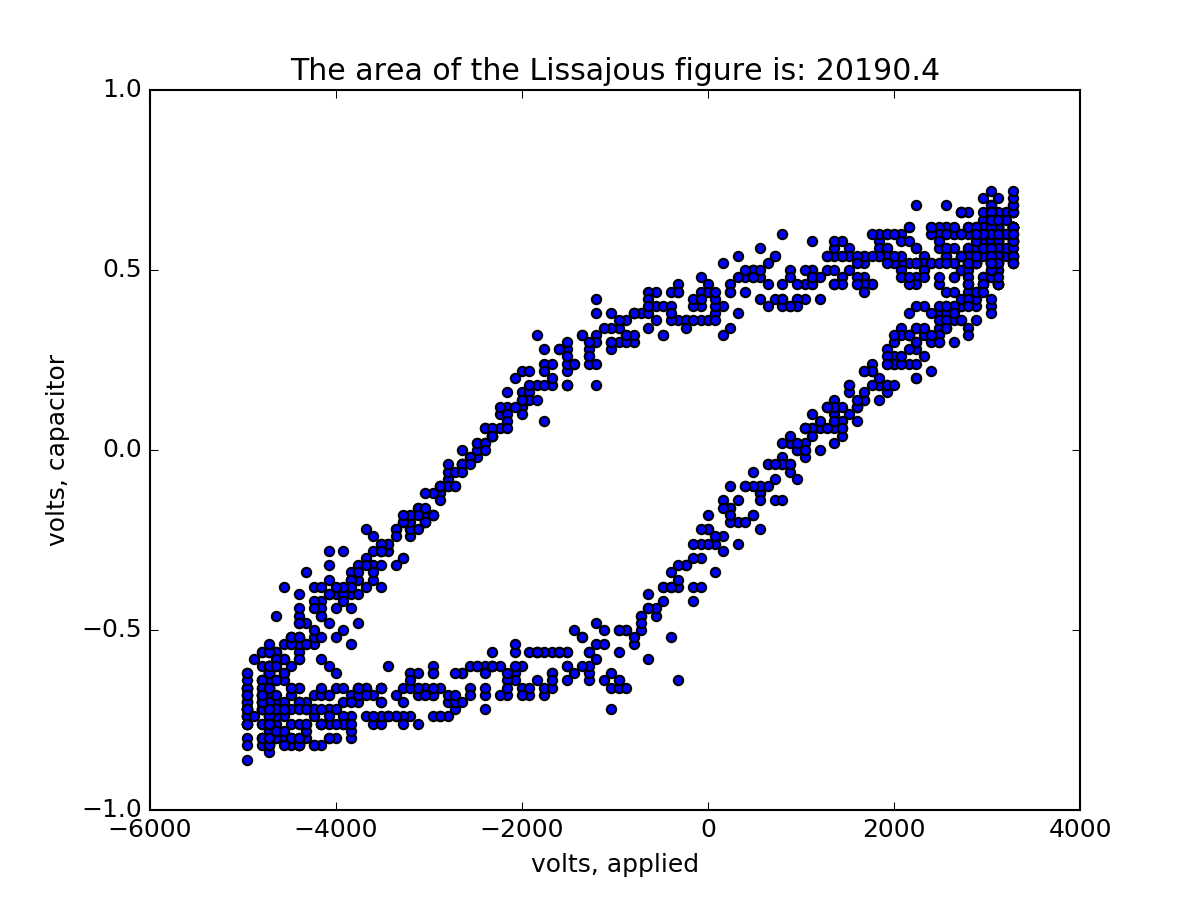 The area of the Lissajous figure is: 20190.4
1.0
0.5
0.0
−0.5
−1.0
−6000 −4000 −2000 0 2000 4000
volts, capacitor
volts, applied